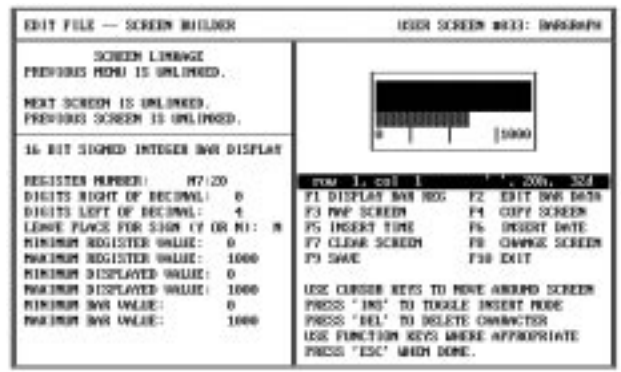 EDIT FILE -- SCREEN BUILDER
USER SCREEN #033: BARGRAPH
SCREEN LINKAGE
PREVIOUS MENU IS UNLINKED.
NEXT SCREEN IS UNLINKED.
PREVIOUS SCREEN IS UNLINKED.
16 BIT SIGNED INTEGER BAR DISPLAY
REGISTER NUMBER: N7:20
DIGITS RIGHT OF DECIMAL: 0
DIGITS LEFT OF DECIMAL: 4
LEAVE PLACE FOR SIGN (Y OR N): N
MINIMUM REGISTER VALUE: 0
MAXIMUM REGISTER VALUE: 1000
MINIMUM DISPLAYED VALUE: 0
MAXIMUM DISPLAYED VALUE: 1000
MINIMUM BAR VALUE: 0
MAXIMUM BAR VALUE: 1000
0 1000
row 1, col 1 ' ', 20h, 32d
F1 DISPLAY BAR REG F2 EDIT BAR DATA
F3 MAP SCREEN F4 COPY SCREEN
F5 INSERT TIME F6 INSERT DATE
F7 CLEAR SCREEN F8 CHANGE SCREEN
F9 SAVE F10 EXIT
USE CURSOR KEYS TO MOVE AROUND SCREEN
PRESS 'INS' TO TOGGLE INSERT MODE
PRESS 'DEL' TO DELETE CHARACTER
USE FUNCTION KEYS WHERE APPROPRIATE
PRESS 'ESC' WHEN DONE.